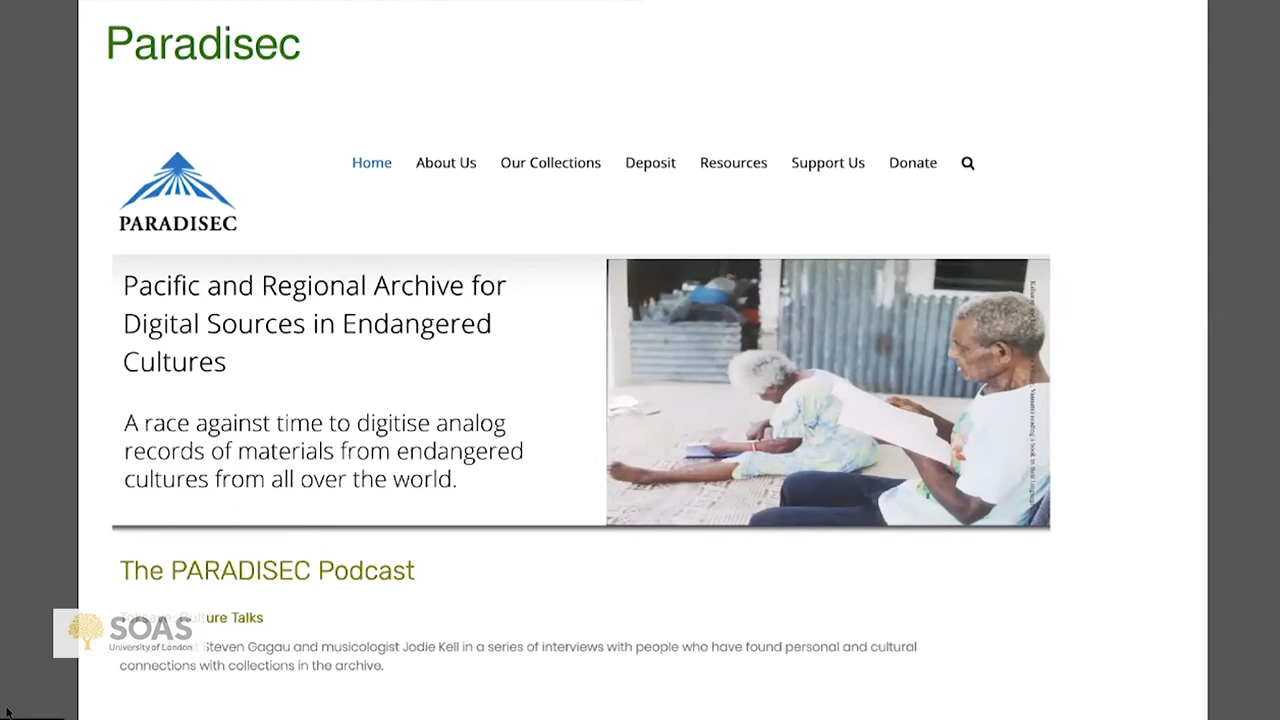 Paradisec
Home About Us Our Collections Deposit Resources Support Us Donate
PARADISEC
Pacific and Regional Archive for
Digital Sources in Endangered
Cultures
A race against time to digitise analog
records of materials from endangered
cultures from all over the world.
The PARADISEC Podcast
Culture Talks
SOAS
University of London
Steven Gagau and musicologist Jodie Kell in a series of interviews with people who have found personal and cultural
connections with collections in the archive.